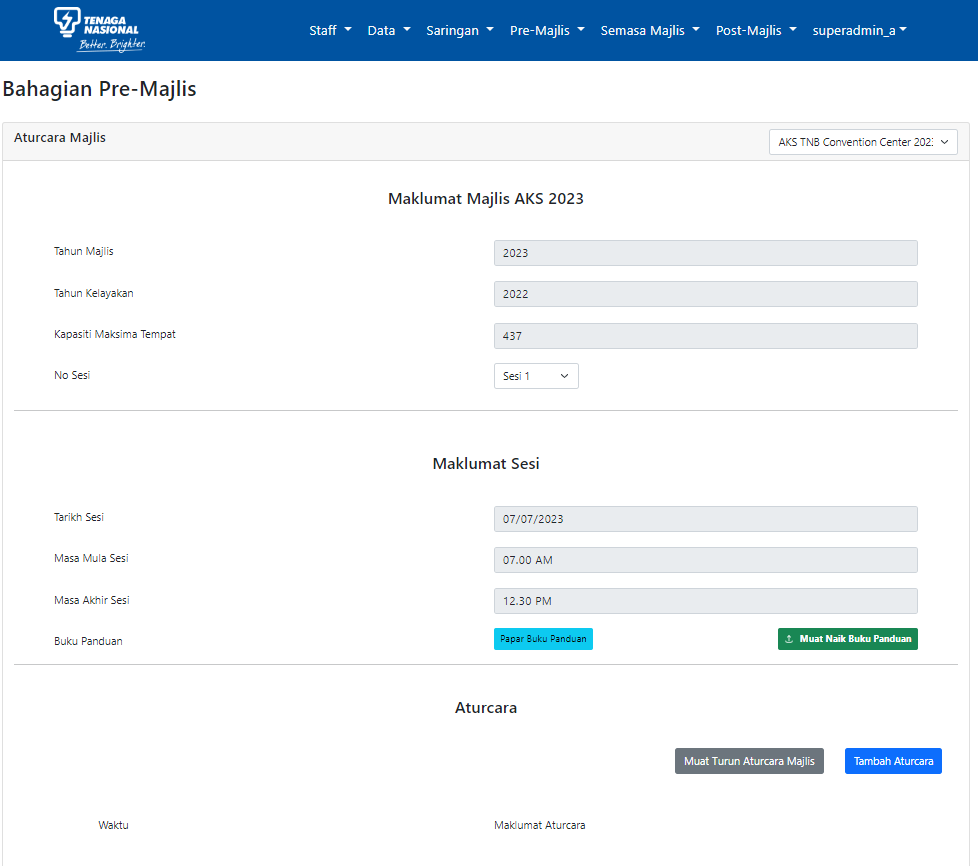 TENAGA
NASIONAL
Better. Brighter.
Staff Data Saringan Pre-Majlis Semasa Majlis Post-Majlis superadmin_a
Bahagian Pre-Majlis
Aturcara Majlis
AKS TNB Convention Center 202
Maklumat Majlis AKS 2023
Tahun Majlis 2023
Tahun Kelayakan 2022
Kapasiti Maksima Tempat 437
No Sesi Sesi 1
Maklumat Sesi
Tarikh Sesi 07/07/2023
Masa Mula Sesi 07.00 AM
Masa Akhir Sesi 12.30 PM
Buku Panduan Papar Buku Panduan Muat Naik Buku Panduan
Aturcara
Muat Turun Aturcara Majlis Tambah Aturcara
Waktu Maklumat Aturcara